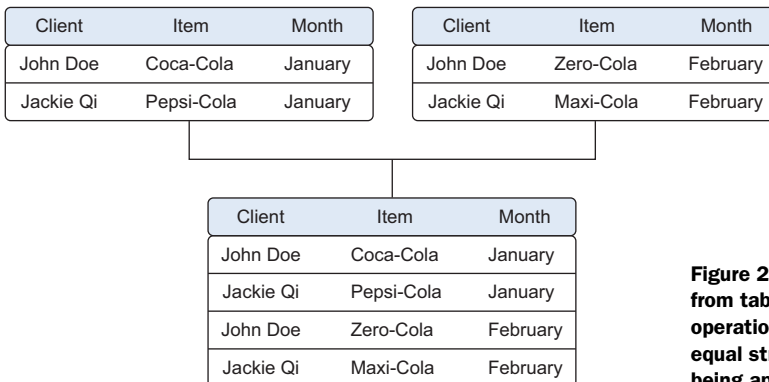 Client Item Month
John Doe Coca-Cola January
Jackie Qi Pepsi-Cola January
Client Item Month
John Doe Zero-Cola February
Jackie Qi Maxi-Cola February
Client Item Month
John Doe Coca-Cola January
Jackie Qi Pepsi-Cola January
John Doe Zero-Cola February
Jackie Qi Maxi-Cola February
Figure 2
from tab
operatio
equal st
being an